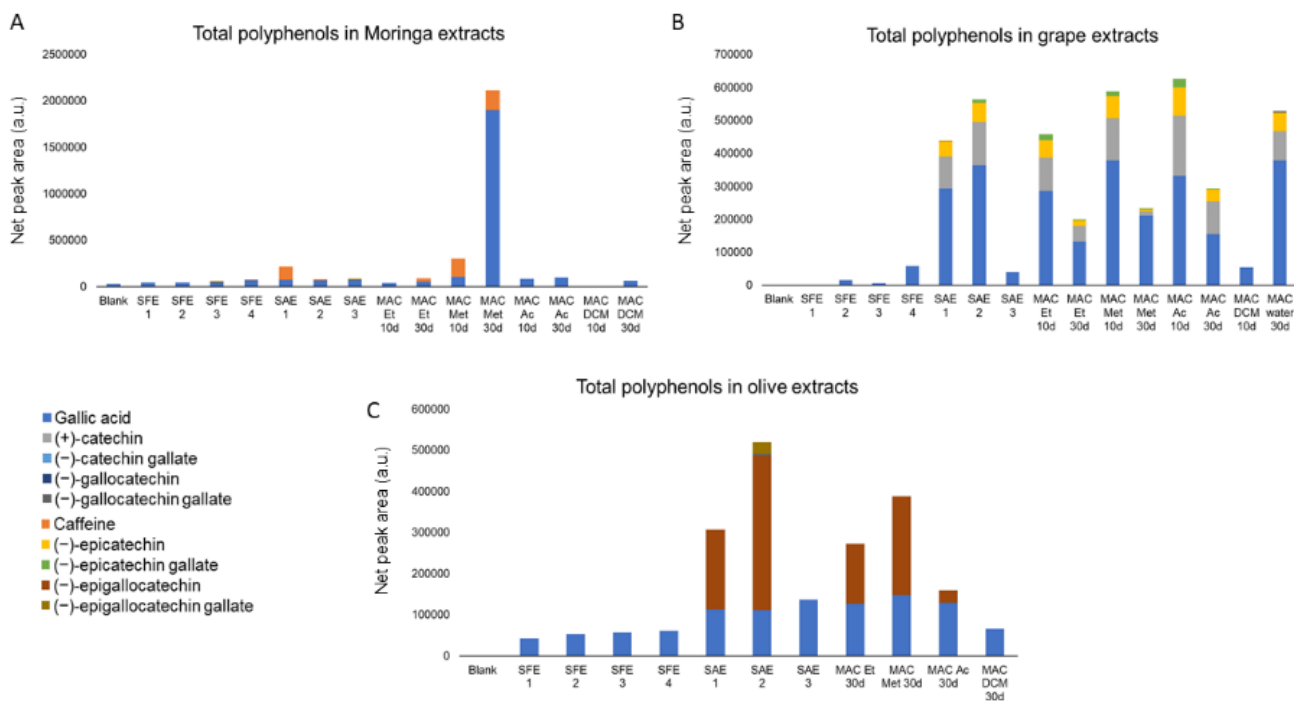 A
Total polyphenols in Moringa extracts
Net peak area (a.u.)
2500000
2000000
1500000
1000000
500000
0
Blank SFE 1 SFE 2 SFE 3 SFE 4 SAE 1 SAE 2 SAE 3 MAC Et 10d MAC Et 30d MAC Met 10d MAC Met 30d MAC Ac 10d MAC Ac 30d MAC DCM 10d MAC DCM 30d
B
Total polyphenols in grape extracts
Net peak area (a.u.)
700000
600000
500000
400000
300000
200000
100000
0
Blank SFE 1 SFE 2 SFE 3 SFE 4 SAE 1 SAE 2 SAE 3 MAC Et 10d MAC Et 30d MAC Met 10d MAC Met 30d MAC Ac 10d MAC Ac 30d MAC DCM 10d MAC water 30d
Gallic acid
(+)-catechin
(−)-catechin gallate
(−)-gallocatechin
(−)-gallocatechin gallate
Caffeine
(−)-epicatechin
(−)-epicatechin gallate
(−)-epigallocatechin
(−)-epigallocatechin gallate
C
Total polyphenols in olive extracts
Net peak area (a.u.)
600000
500000
400000
300000
200000
100000
0
Blank SFE 1 SFE 2 SFE 3 SFE 4 SAE 1 SAE 2 SAE 3 MAC Et 30d MAC Met 30d MAC Ac 30d MAC DCM 30d